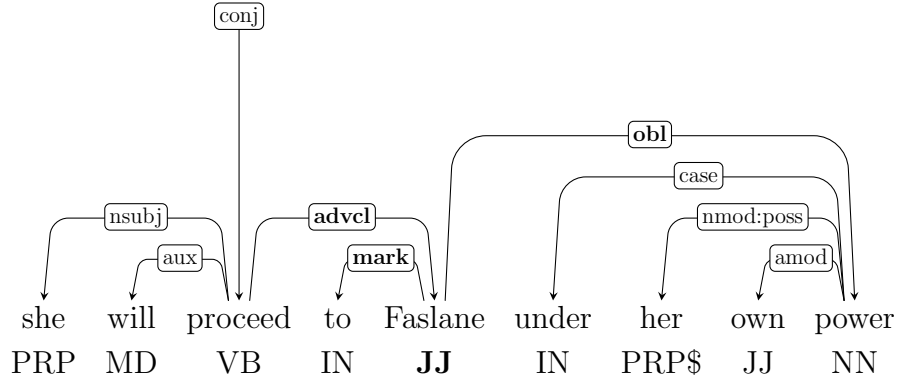 conj
obl
case
nsubj advcl nmod:poss
aux mark amod
she will proceed to Faslane under her own power
PRP MD VB IN JJ IN PRP$ JJ NN